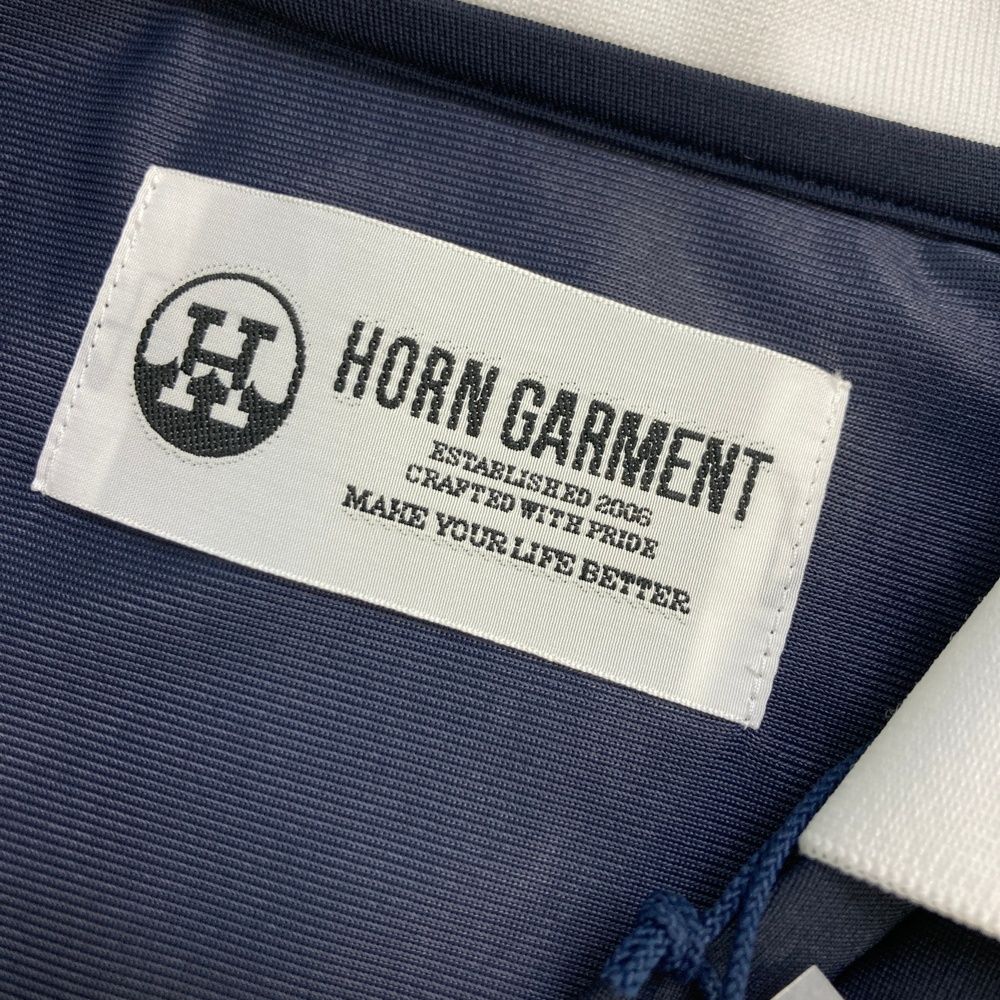 H
HORN GARMENT
ESTABLISHED 2006
CRAFTED WITH PRIDE
MAKE YOUR LIFE BETTER